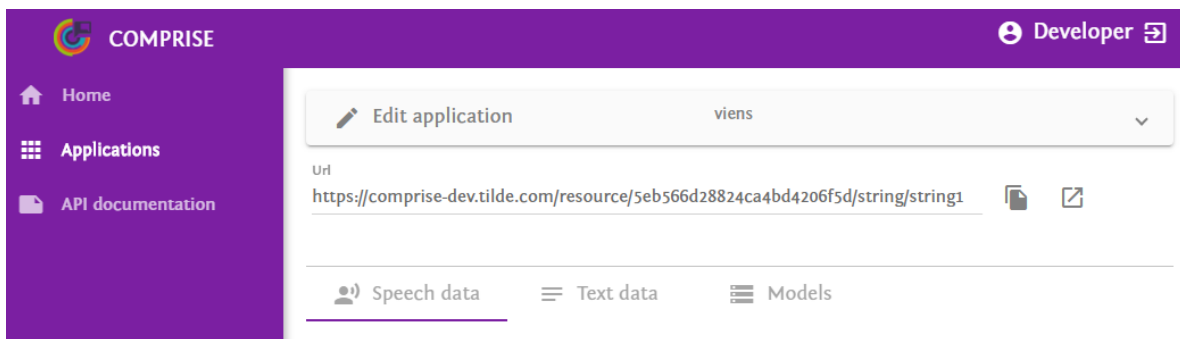 COMPRISE
Developer
Home
Applications
API documentation
Edit application viens
Url
https://comprise-dev.tilde.com/resource/5eb566d28824ca4bd4206f5d/string/string1
Speech data Text data Models